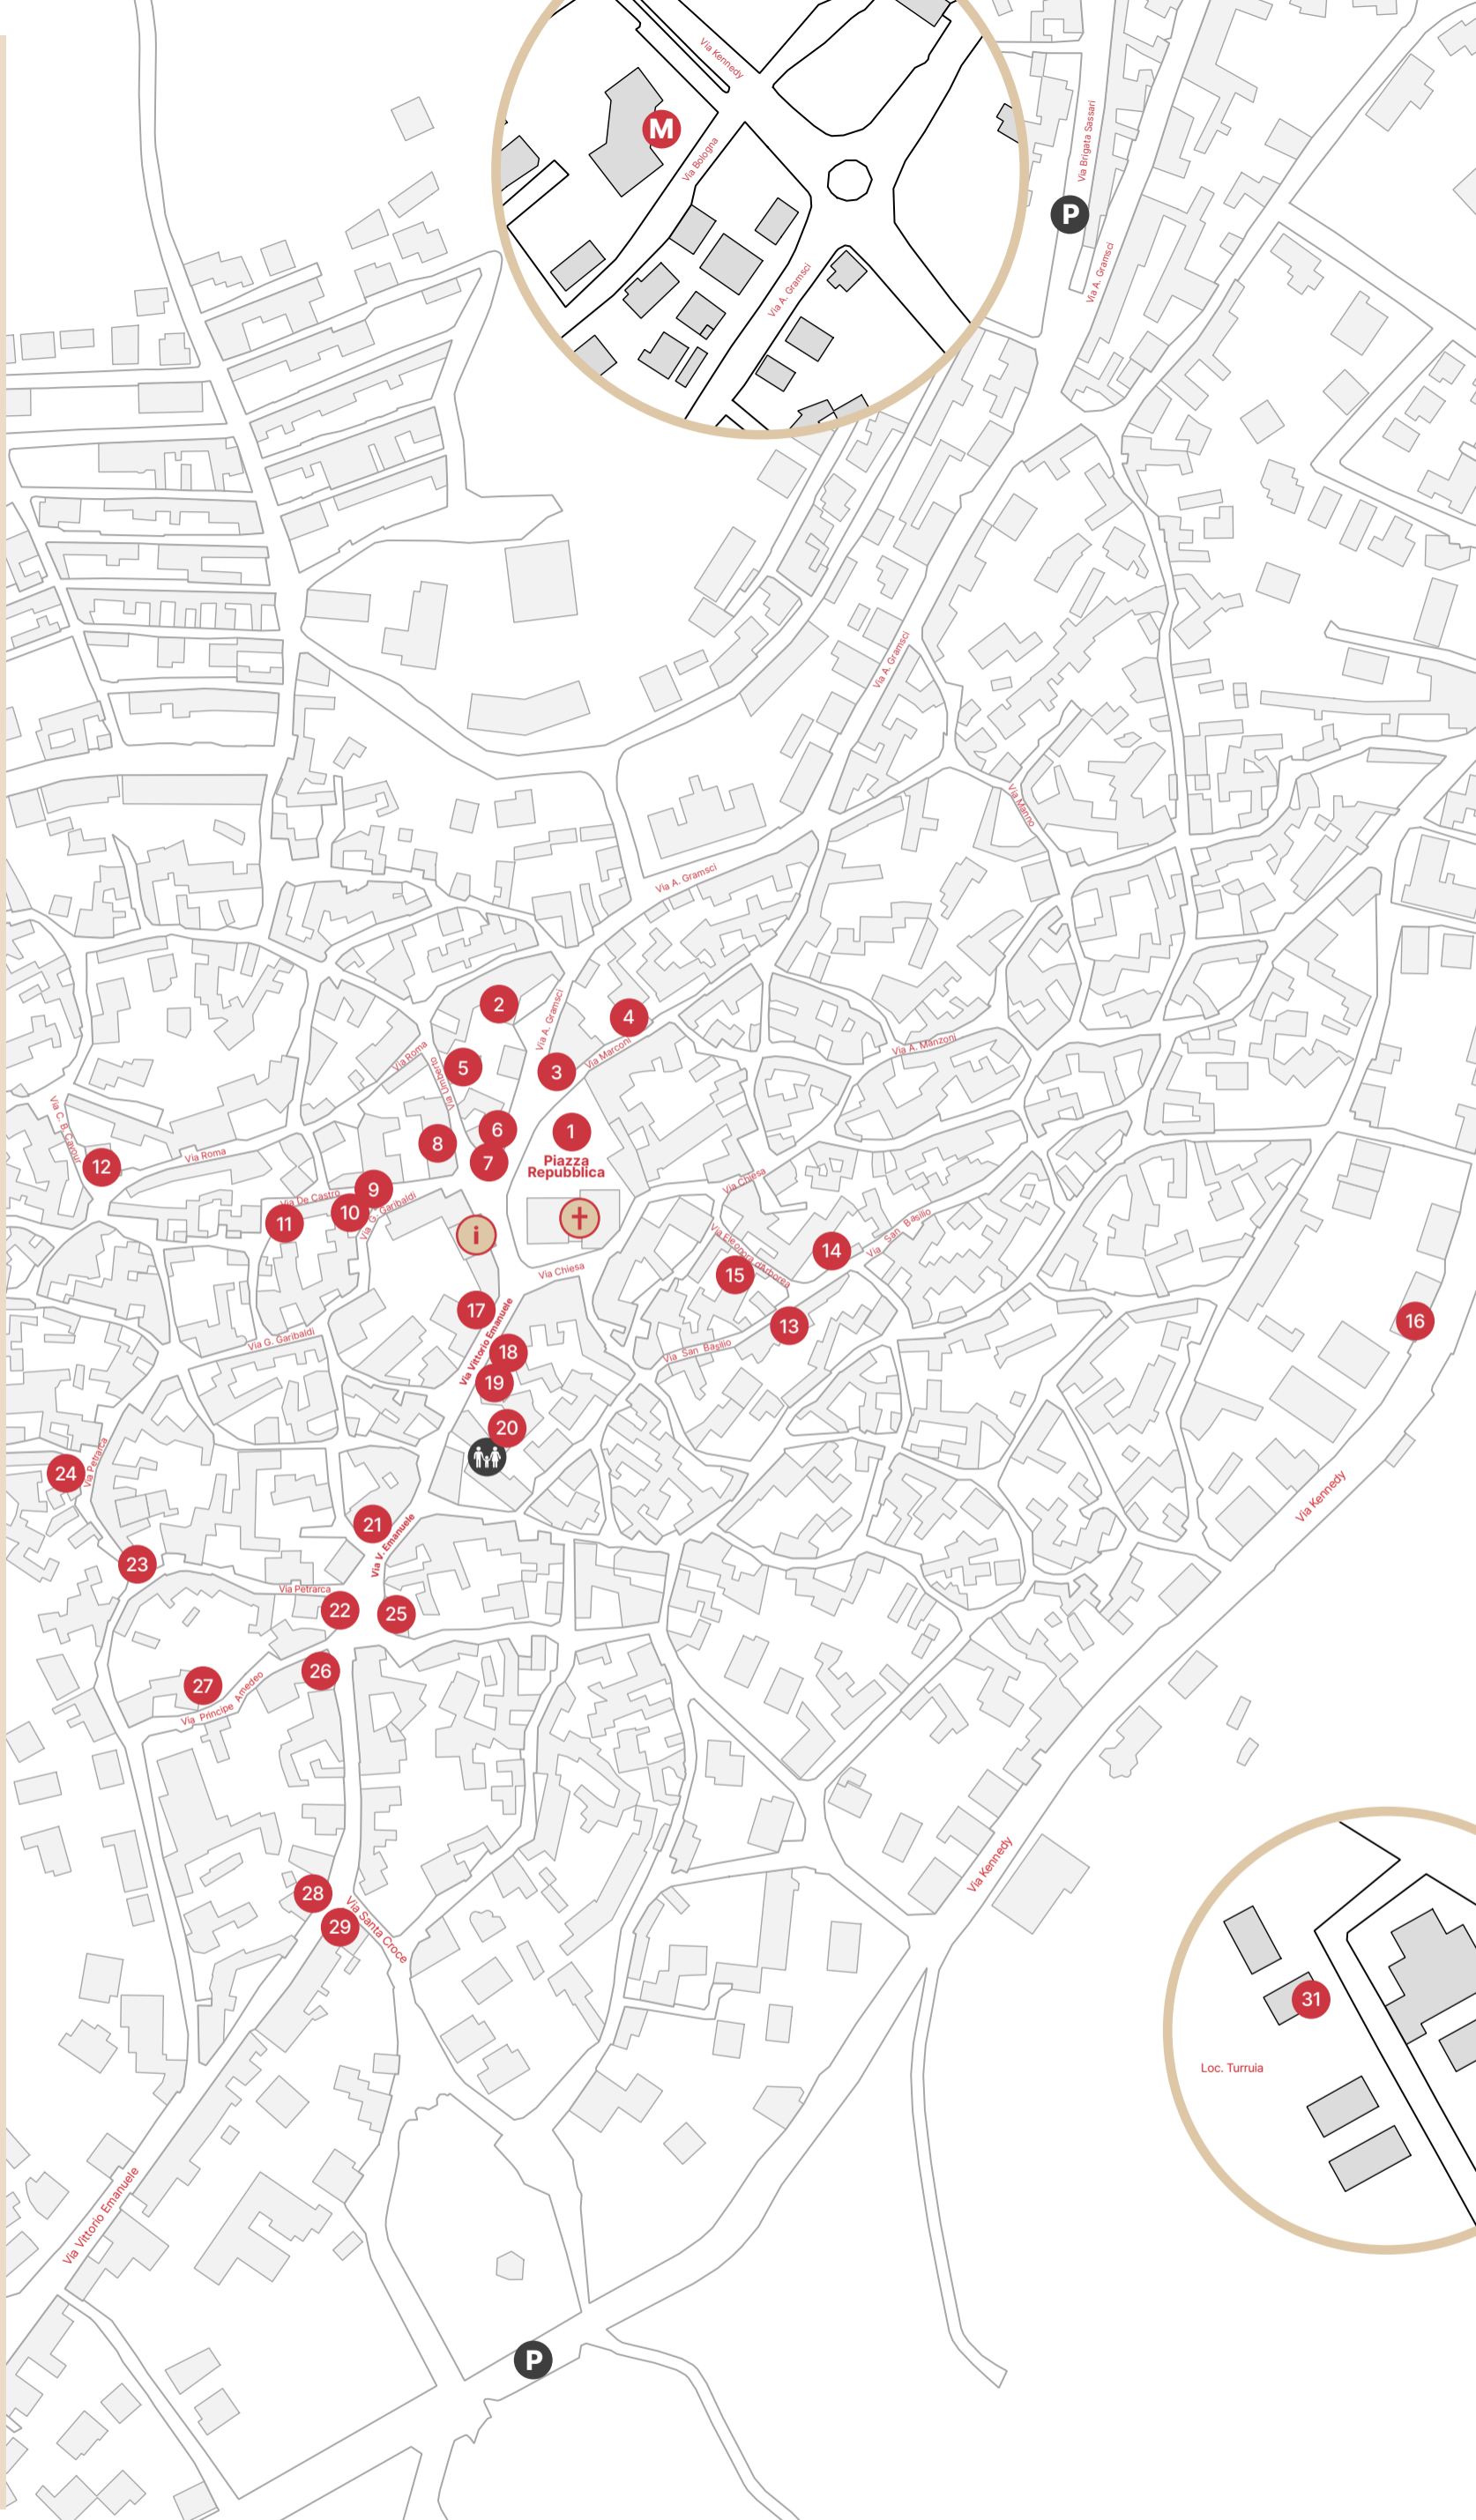 Via Kennedy
M
Via Bologna
Via Brigata Sassari
P
Via A. Gramsci
Via A. Gramsci
Via A. Gramsci
Via Manno
Via A. Gramsci
2
4
Via A. Gramsci
Via Marconi
Via A. Manzoni
Via Roma
5
3
Via Umberto
Via C. B. Cavour
6
1
8
7
Piazza
Repubblica
12
Via Roma
9
Via De Castro
10
11
Via G. Garibaldi
i
Via Chiesa
Via Eleonora d'Arborea
14
Via San Basilio
15
Via Chiesa
17
13
16
Via Vittorio Emanuele
Via G. Garibaldi
18
Via San Basilio
19
20
24
Via Petrarca
Via Kennedy
21
Via V. Emanuele
23
Via Petrarca
22
25
26
27
Via Principe Amedeo
Via Kennedy
28
29
Via Santa Croce
31
Loc. Turruia
Via Vittorio Emanuele
P